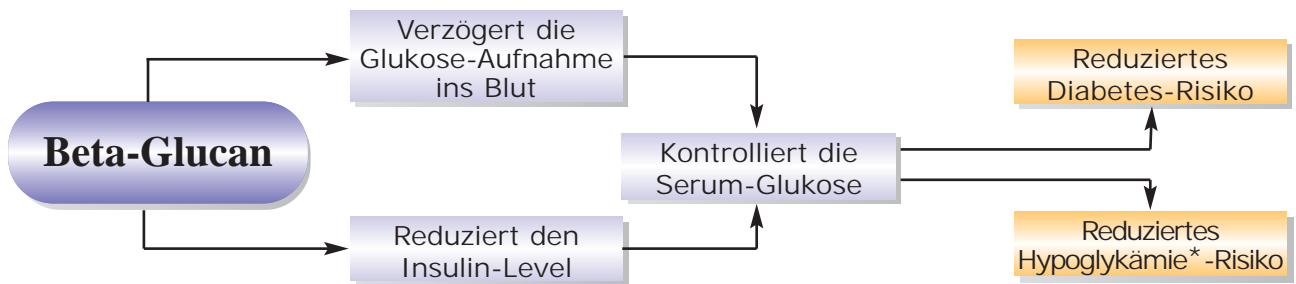 Beta-Glucan
Verzögert die
Glukose-Aufnahme
ins Blut
Reduziert den
Insulin-Level
Kontrolliert die
Serum-Glukose
Reduziertes
Diabetes-Risiko
Reduziertes
Hypoglykämie*-Risiko